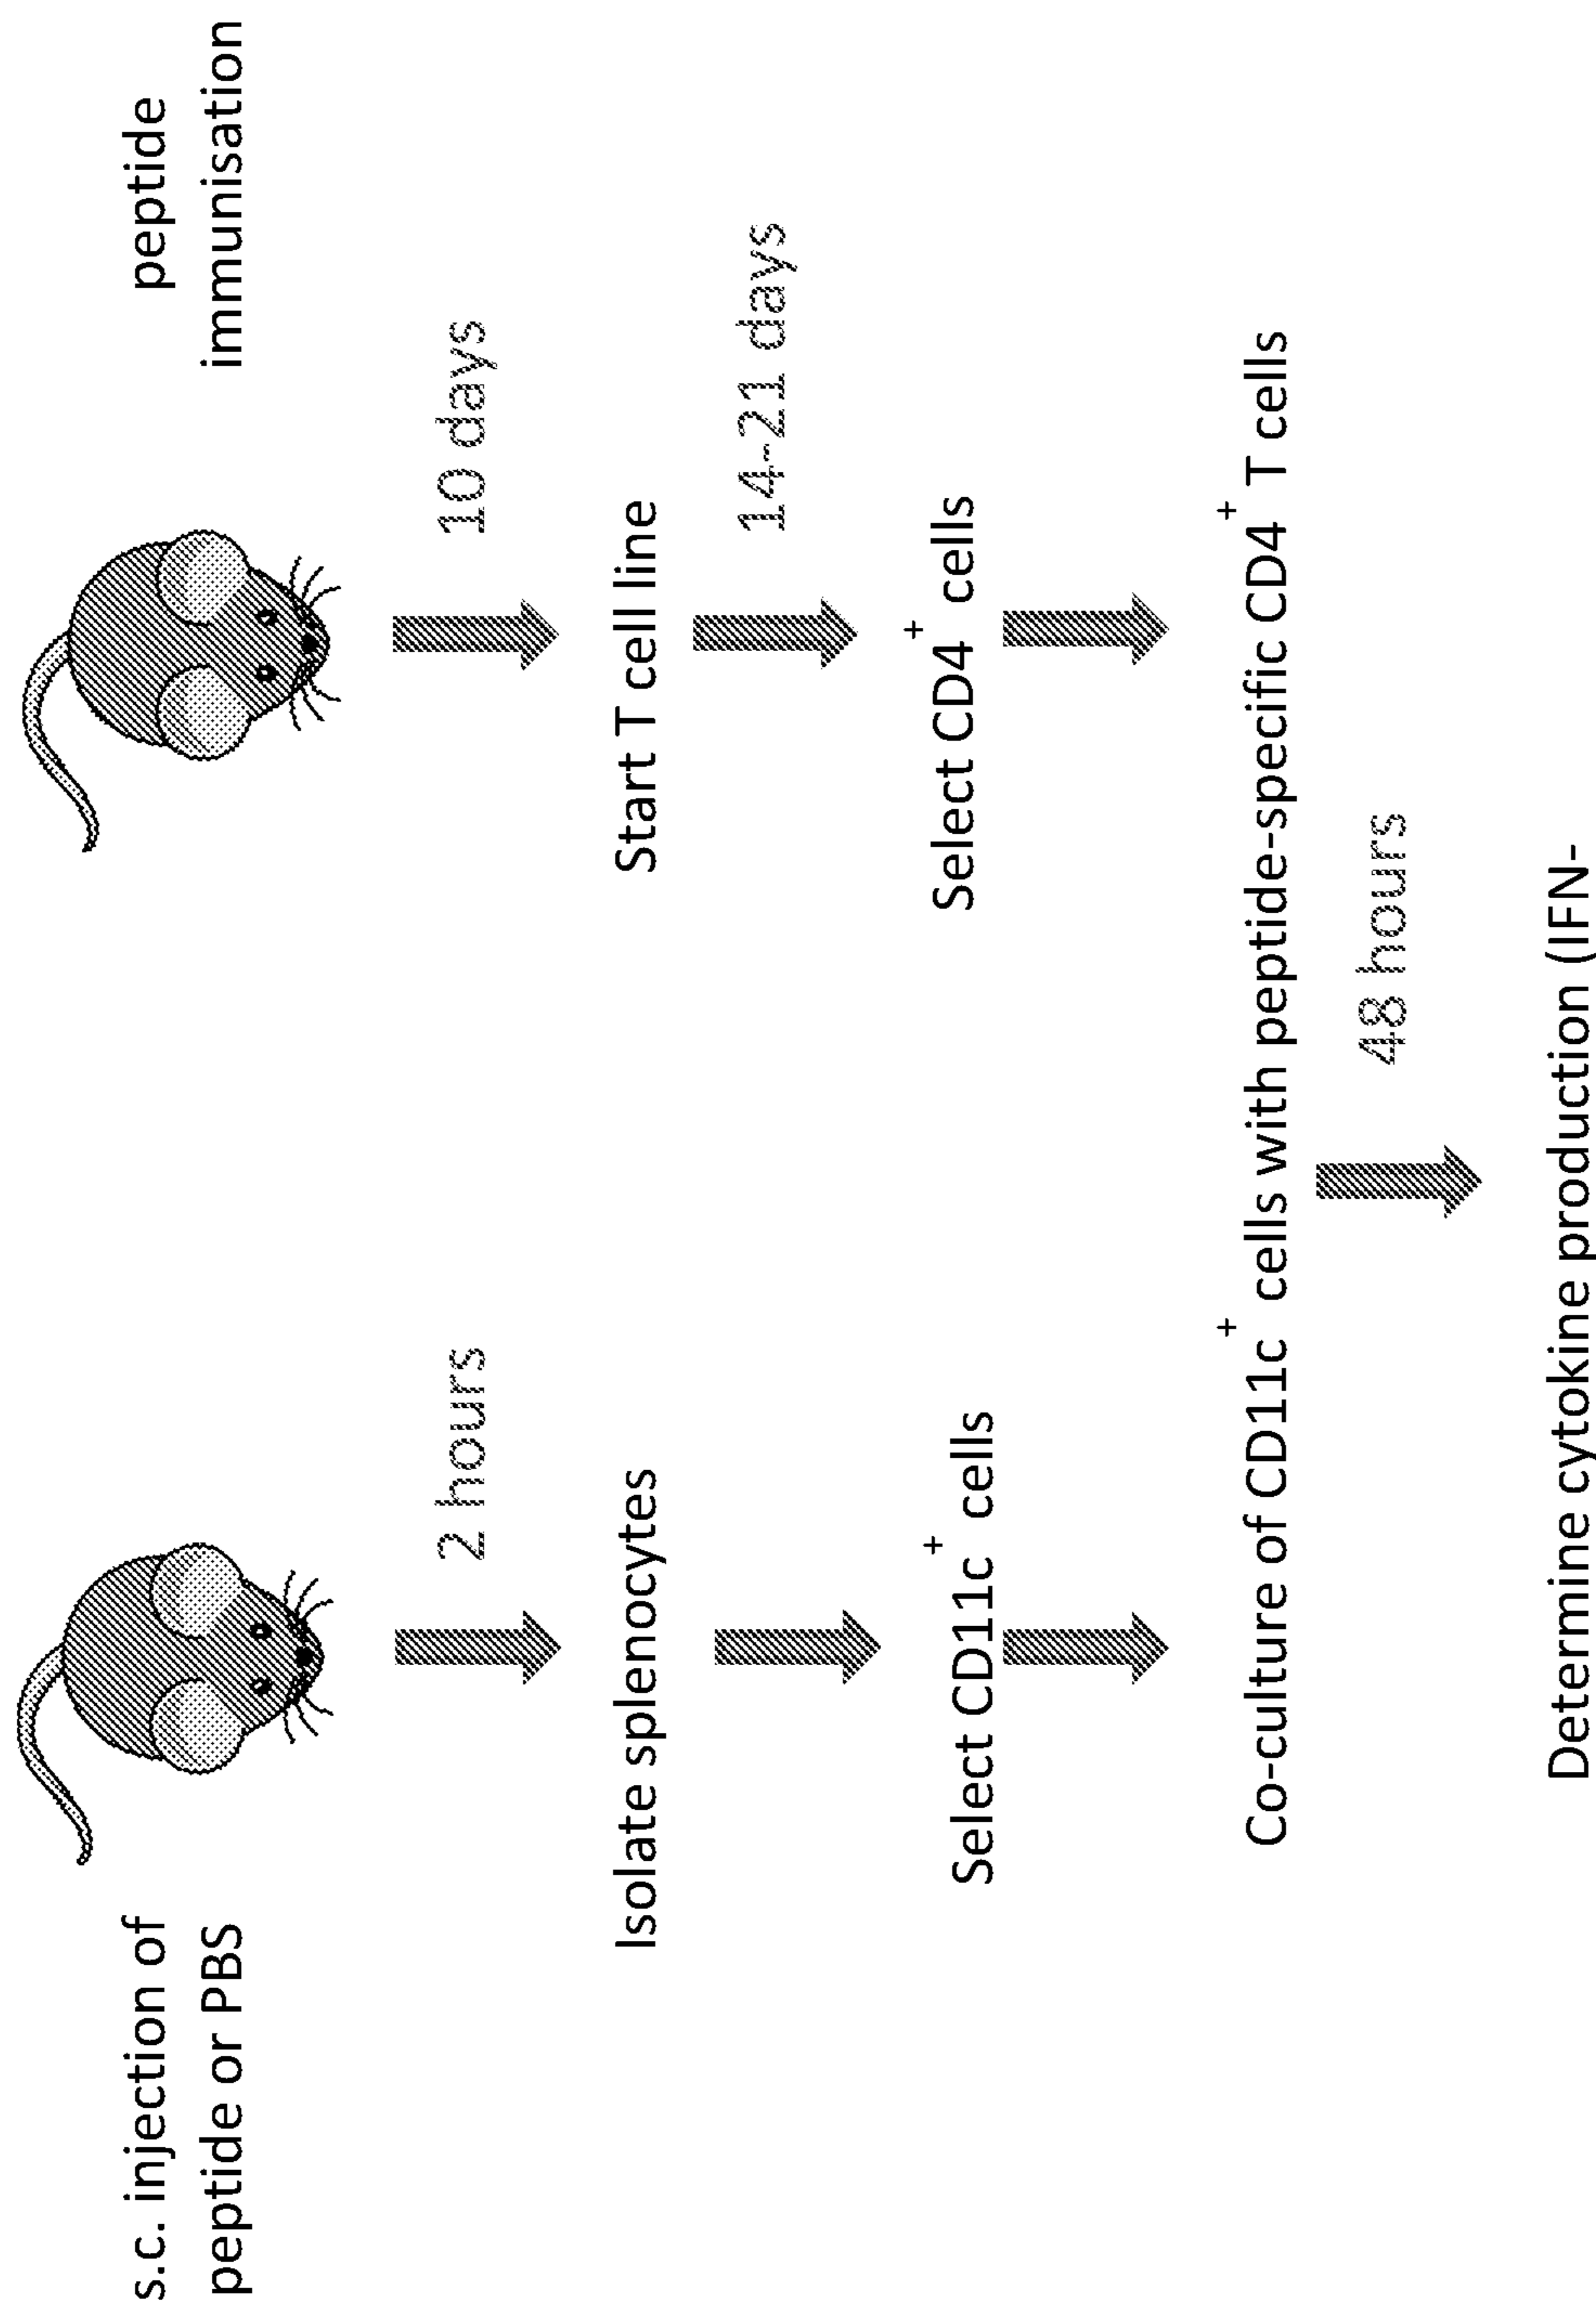 s.c. injection of
peptide or PBS
peptide
immunisation
2 hours
10 days
Isolate splenocytes
Start T cell line
14-21 days
Select CD11c⁺ cells
Select CD4⁺ cells
Co-culture of CD11c⁺ cells with peptide-specific CD4⁺ T cells
48 hours
Determine cytokine production (IFN-